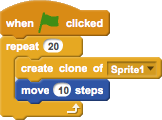 when clicked
repeat 20
create clone of Sprite1
move 10 steps